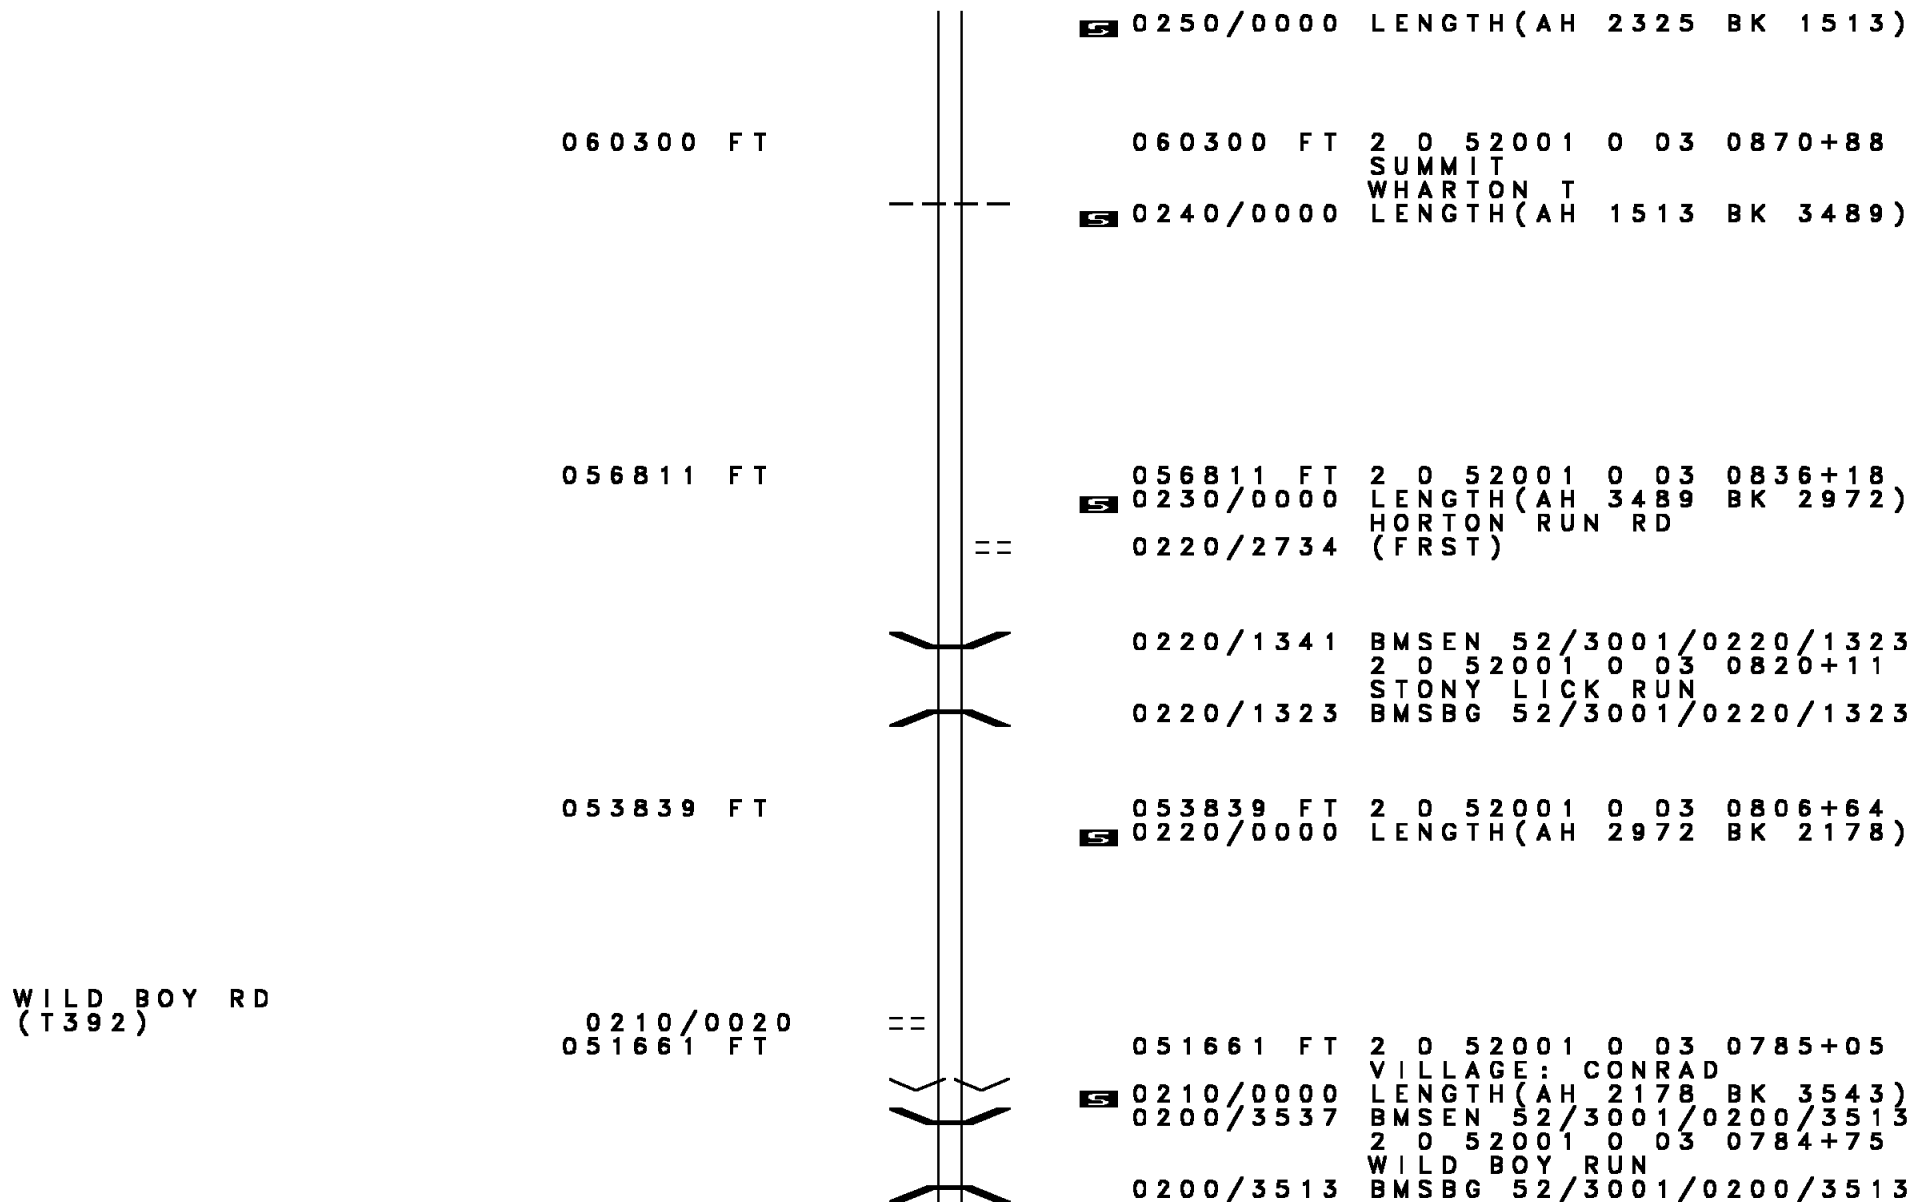 S 0250/0000 LENGTH(AH 2325 BK 1513)
060300 FT 060300 FT 2 0 52001 0 03 0870+88
SUMMIT
WHARTON T
S 0240/0000 LENGTH(AH 1513 BK 3489)
056811 FT 056811 FT 2 0 52001 0 03 0836+18
S 0230/0000 LENGTH(AH 3489 BK 2972)
HORTON RUN RD
0220/2734 (FRST)
0220/1341 BMSEN 52/3001/0220/1323
2 0 52001 0 03 0820+11
STONY LICK RUN
0220/1323 BMSBG 52/3001/0220/1323
053839 FT 053839 FT 2 0 52001 0 03 0806+64
S 0220/0000 LENGTH(AH 2972 BK 2178)
WILD BOY RD
(T392) 0210/0020
051661 FT 051661 FT 2 0 52001 0 03 0785+05
VILLAGE: CONRAD
S 0210/0000 LENGTH(AH 2178 BK 3543)
0200/3537 BMSEN 52/3001/0200/3513
2 0 52001 0 03 0784+75
WILD BOY RUN
0200/3513 BMSBG 52/3001/0200/3513